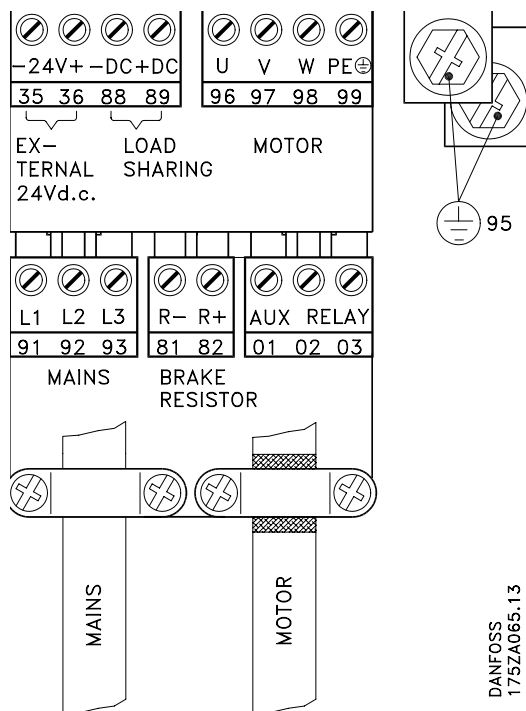 -24V+ -DC+DC
U V W PE
35 36 88 89
96 97 98 99
EX-
TERNAL
24Vd.c.
LOAD
SHARING
MOTOR
95
L1 L2 L3
R- R+
AUX RELAY
91 92 93
81 82
01 02 03
MAINS
BRAKE
RESISTOR
MAINS
MOTOR
DANFOSS
175ZA065.13